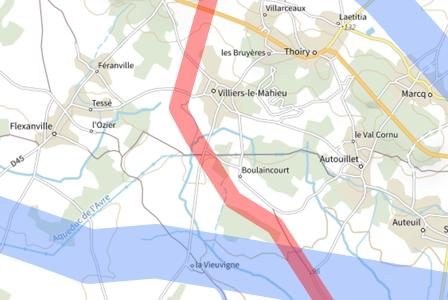 Villarceaux
Laetitia
132
les Bruyères
Thoiry
Féranville
Villiers-le-Mahieu
Marcq
Tessé
l'Ozier
Flexanville
le Val Cornu
D45
Autouillet
Boulaincourt
Aqueduc de l'Avre
Auteuil
S
la Vieuvigne